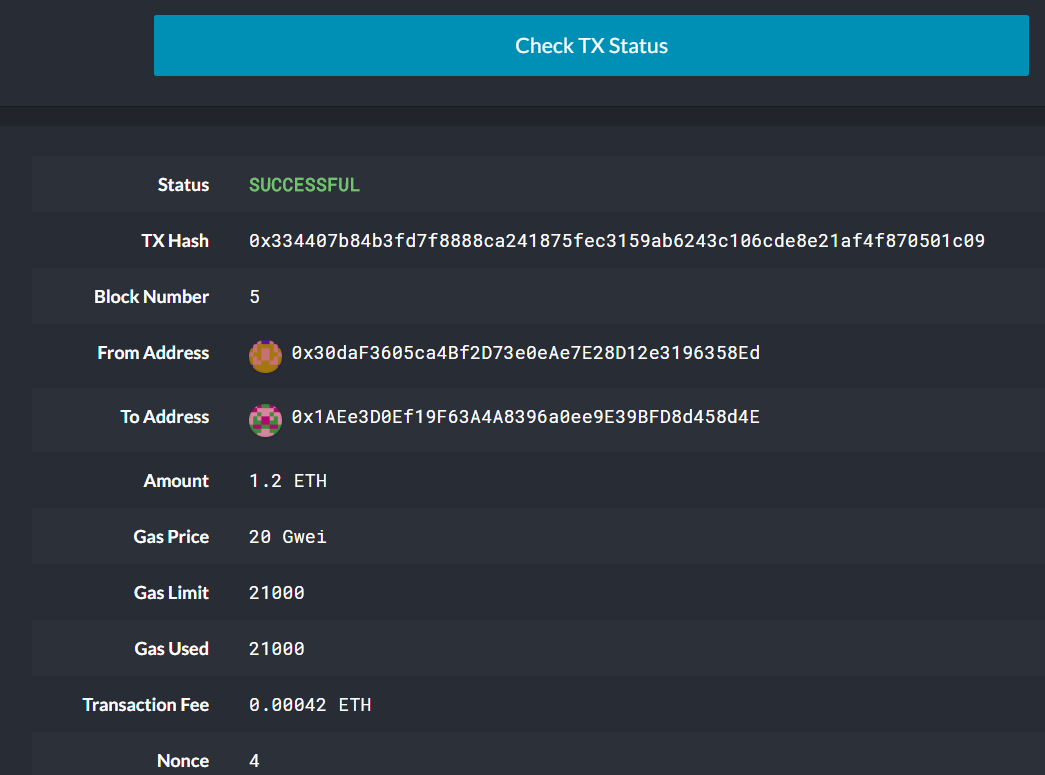 Check TX Status
Status SUCCESSFUL
TX Hash 0x334407b84b3fd7f8888ca241875fec3159ab6243c106cde8e21af4f870501c09
Block Number 5
From Address 0x30daF3605ca4Bf2D73e0eAe7E28D12e3196358Ed
To Address 0x1AEe3D0Ef19F63A4A8396a0ee9E39BFD8d458d4E
Amount 1.2 ETH
Gas Price 20 Gwei
Gas Limit 21000
Gas Used 21000
Transaction Fee 0.00042 ETH
Nonce 4